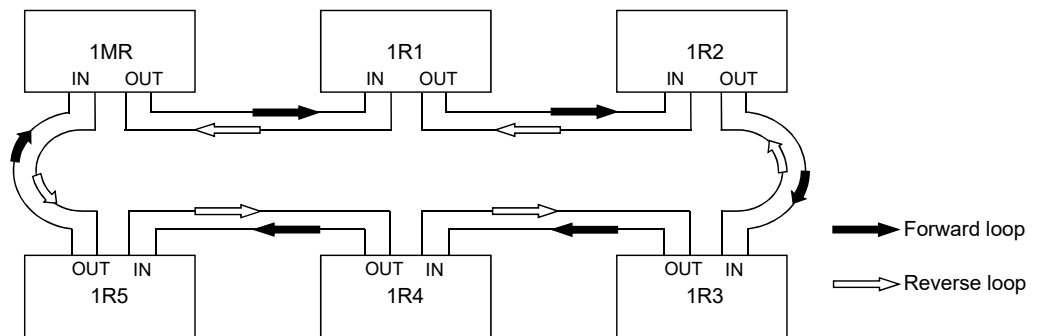 1MR
IN OUT
1R1
IN OUT
1R2
IN OUT
Forward loop
Reverse loop
OUT IN
1R5
OUT IN
1R4
OUT IN
1R3